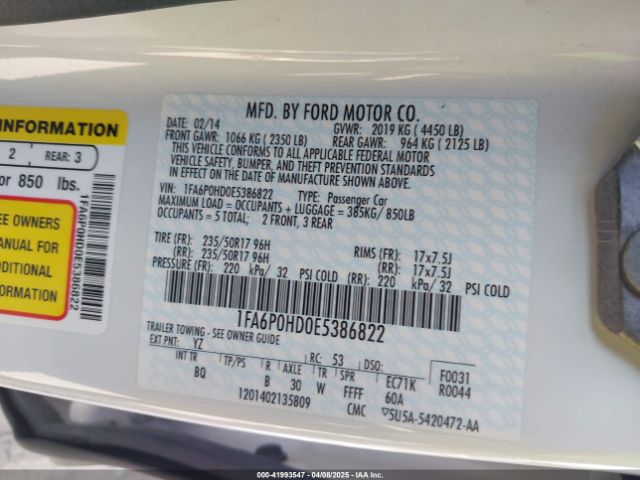 INFORMATION
2 REAR: 3
or 850 lbs.
EE OWNERS
ANUAL FOR
DDITIONAL
FORMATION
1FA6P0HD0E5386822
MFD. BY FORD MOTOR CO.
DATE: 02/14 GVWR: 2019 KG (4450 LB)
FRONT GAWR: 1066 KG (2350 LB) REAR GAWR: 964 KG (2125 LB)
THIS VEHICLE CONFORMS TO ALL APPLICABLE FEDERAL MOTOR
VEHICLE SAFETY, BUMPER, AND THEFT PREVENTION STANDARDS
IN EFFECT ON THE DATE OF MANUFACTURE SHOWN ABOVE.
VIN: 1FA6P0HD0E5386822 TYPE: Passenger Car
MAXIMUM LOAD = OCCUPANTS + LUGGAGE = 385KG/ 850LB
OCCUPANTS = 5 TOTAL: 2 FRONT, 3 REAR
TIRE (FR): 235/50R17 96H RIMS (FR): 17x7.5J
(RR): 235/50R17 96H (RR): 17x7.5J
PRESSURE (FR): 220 kPa/ 32 PSI COLD (RR): 220 kPa/ 32 PSI COLD
1FA6P0HD0E5386822
TRAILER TOWING - SEE OWNER GUIDE
EXT PNT: YZ RC: 53 DSO: F0031
INT TR TP/PS R AXLE TR SPR EC71K R0044
BQ B 30 W FFFF 60A
1201402135809 CMC SU5A-5420472-AA
IAA 41993547 | 04/08/2025 | IAAI.COM